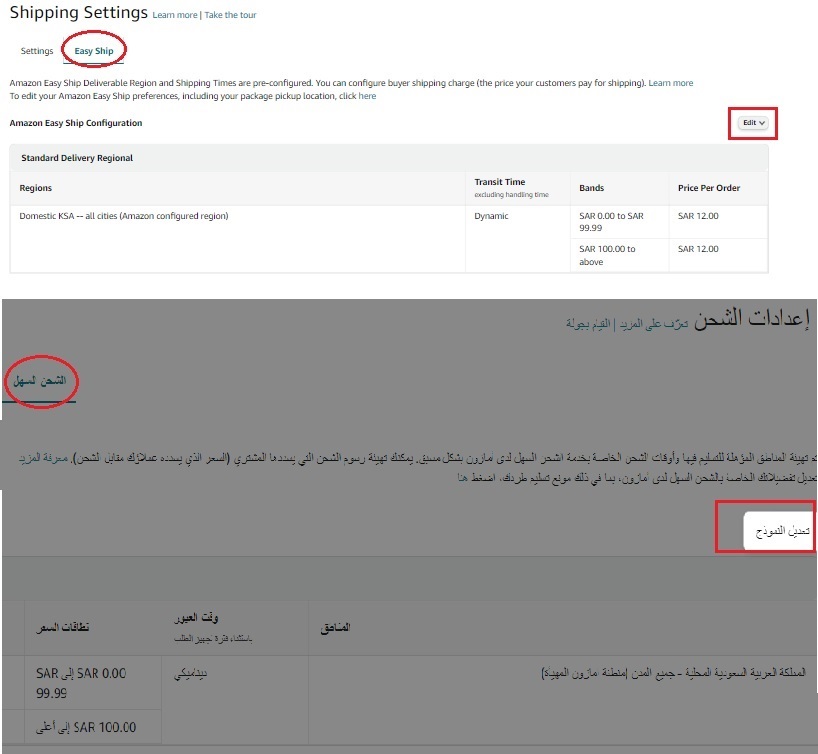 Shipping Settings Learn more | Take the tour
Settings Easy Ship
Amazon Easy Ship Deliverable Region and Shipping Times are pre-configured. You can configure buyer shipping charge (the price your customers pay for shipping). Learn more
To edit your Amazon Easy Ship preferences, including your package pickup location, click here
Amazon Easy Ship Configuration
Edit
Standard Delivery Regional
Regions
Transit Time
excluding handling time
Bands
Price Per Order
Domestic KSA -- all cities (Amazon configured region)
Dynamic
SAR 0.00 to SAR
99.99
SAR 12.00
SAR 100.00 to
above
SAR 12.00
إعدادات الشحن تعرّف على المزيد | القيام بجولة
الشحن السهل
تم تهيئة المناطق المؤهلة للتسليم فيها وأوقات الشحن الخاصة بخدمة اشحر السهل لدى امازون بشكل مسبق. يمكنك تهيئة رسوم الشحن التي يسددها المشتري (السعر الذي يسدده عملاؤك مقابل الشحن). معرفة المزيد
تعديل تفضيلاتك الخاصة بالشحن السهل لدى امازون، بما في ذلك موقع تسليم طردك، اضغط هنا
تعديل النموذج
المناطق
وقت العبور
باستثناء فترة تجهيز الطلب
نطاقات السعر
المملكة العربية السعودية المحلية - جميع المدن (منطقة امازون المهيأة)
ديناميكي
SAR 0.00 إلى SAR
99.99
SAR 100.00 إلى أعلى